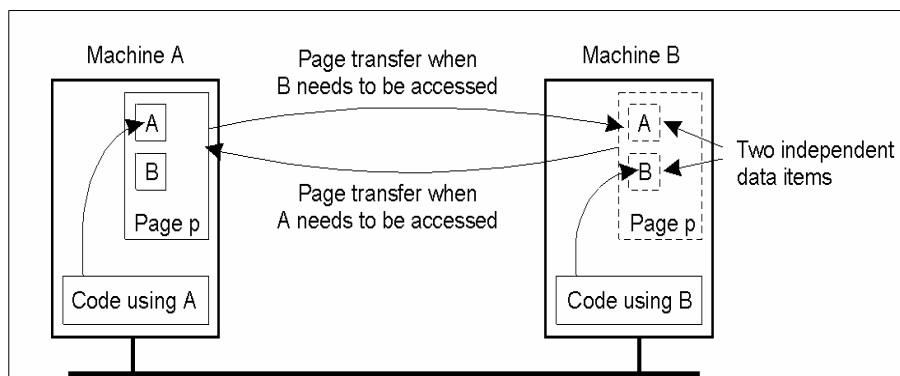 Machine A
Page transfer when
B needs to be accessed
Machine B
A
B
Page p
Code using A
Page transfer when
A needs to be accessed
A
B
Page p
Code using B
Two independent
data items